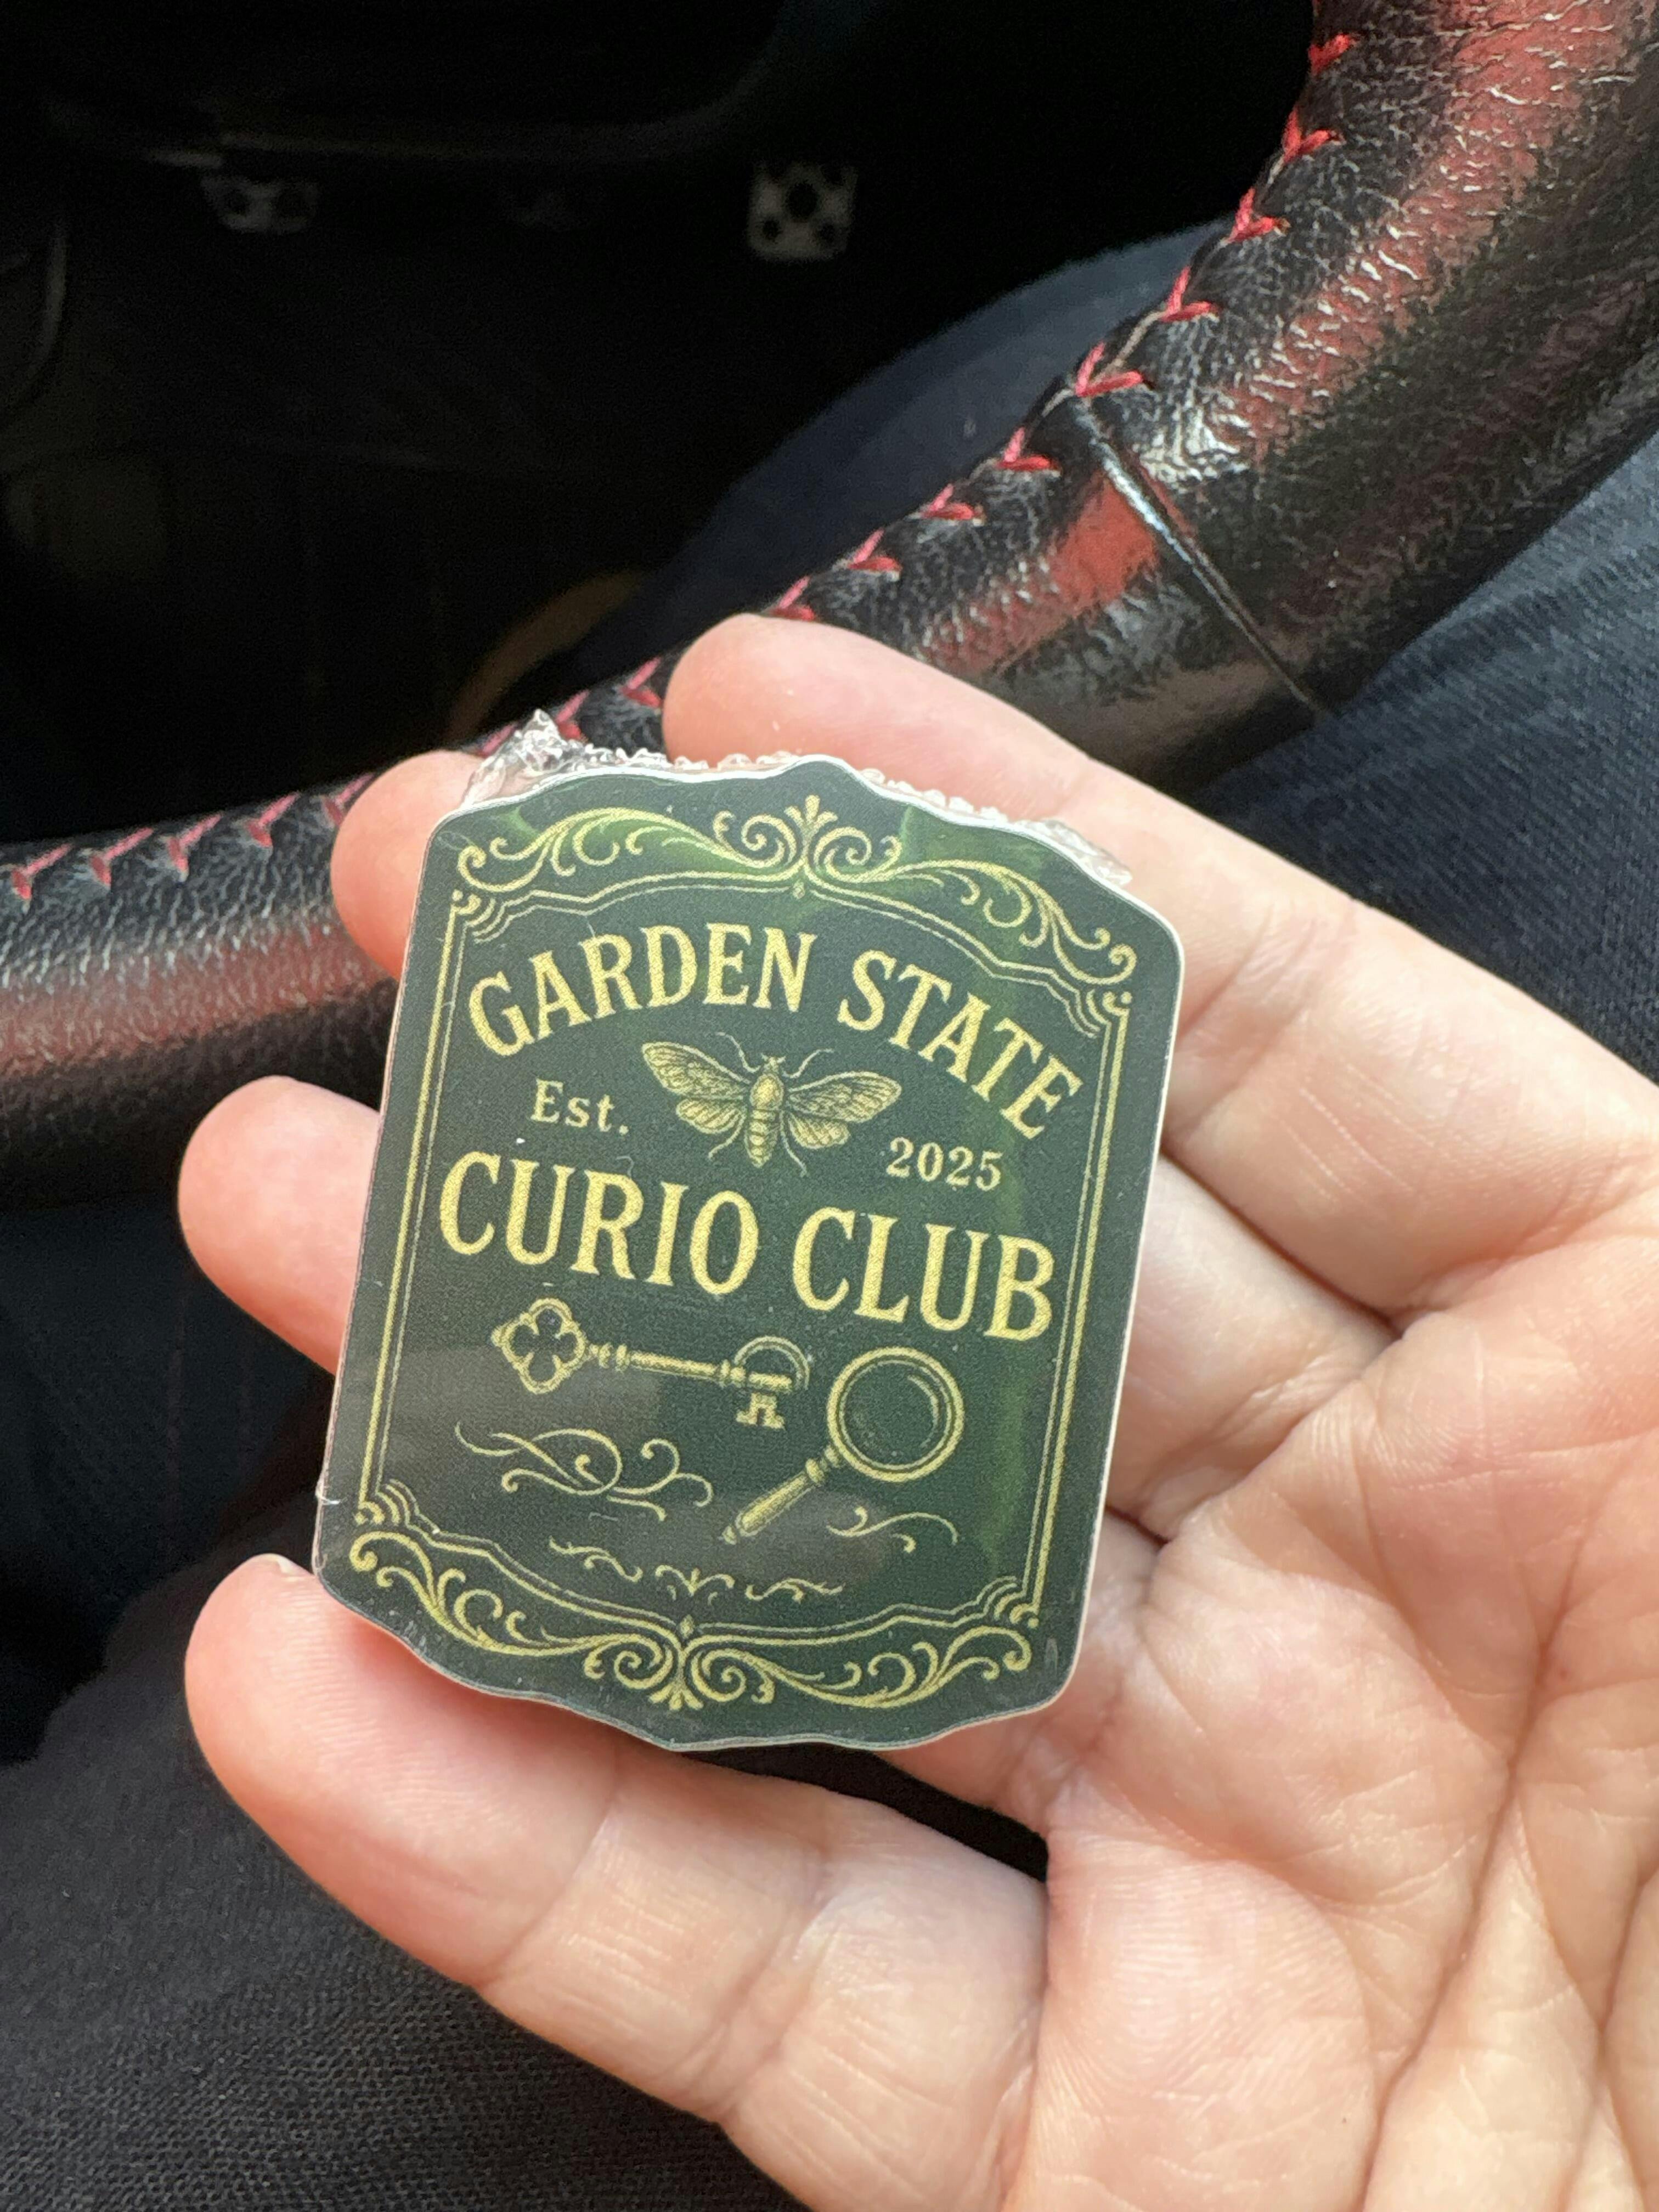 GARDEN STATE
Est. 2025
CURIO CLUB